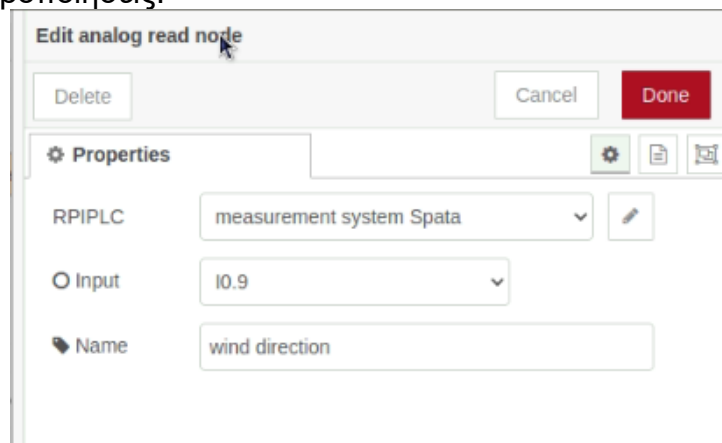 Edit analog read node
Delete Cancel Done
Properties
RPIPLC measurement system Spata
Input I0.9
Name wind direction